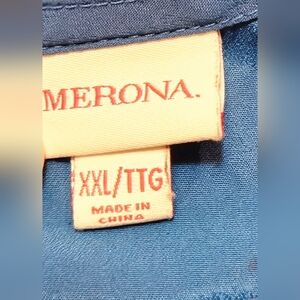 MERONA.
XXL/TTG
MADE IN
CHINA